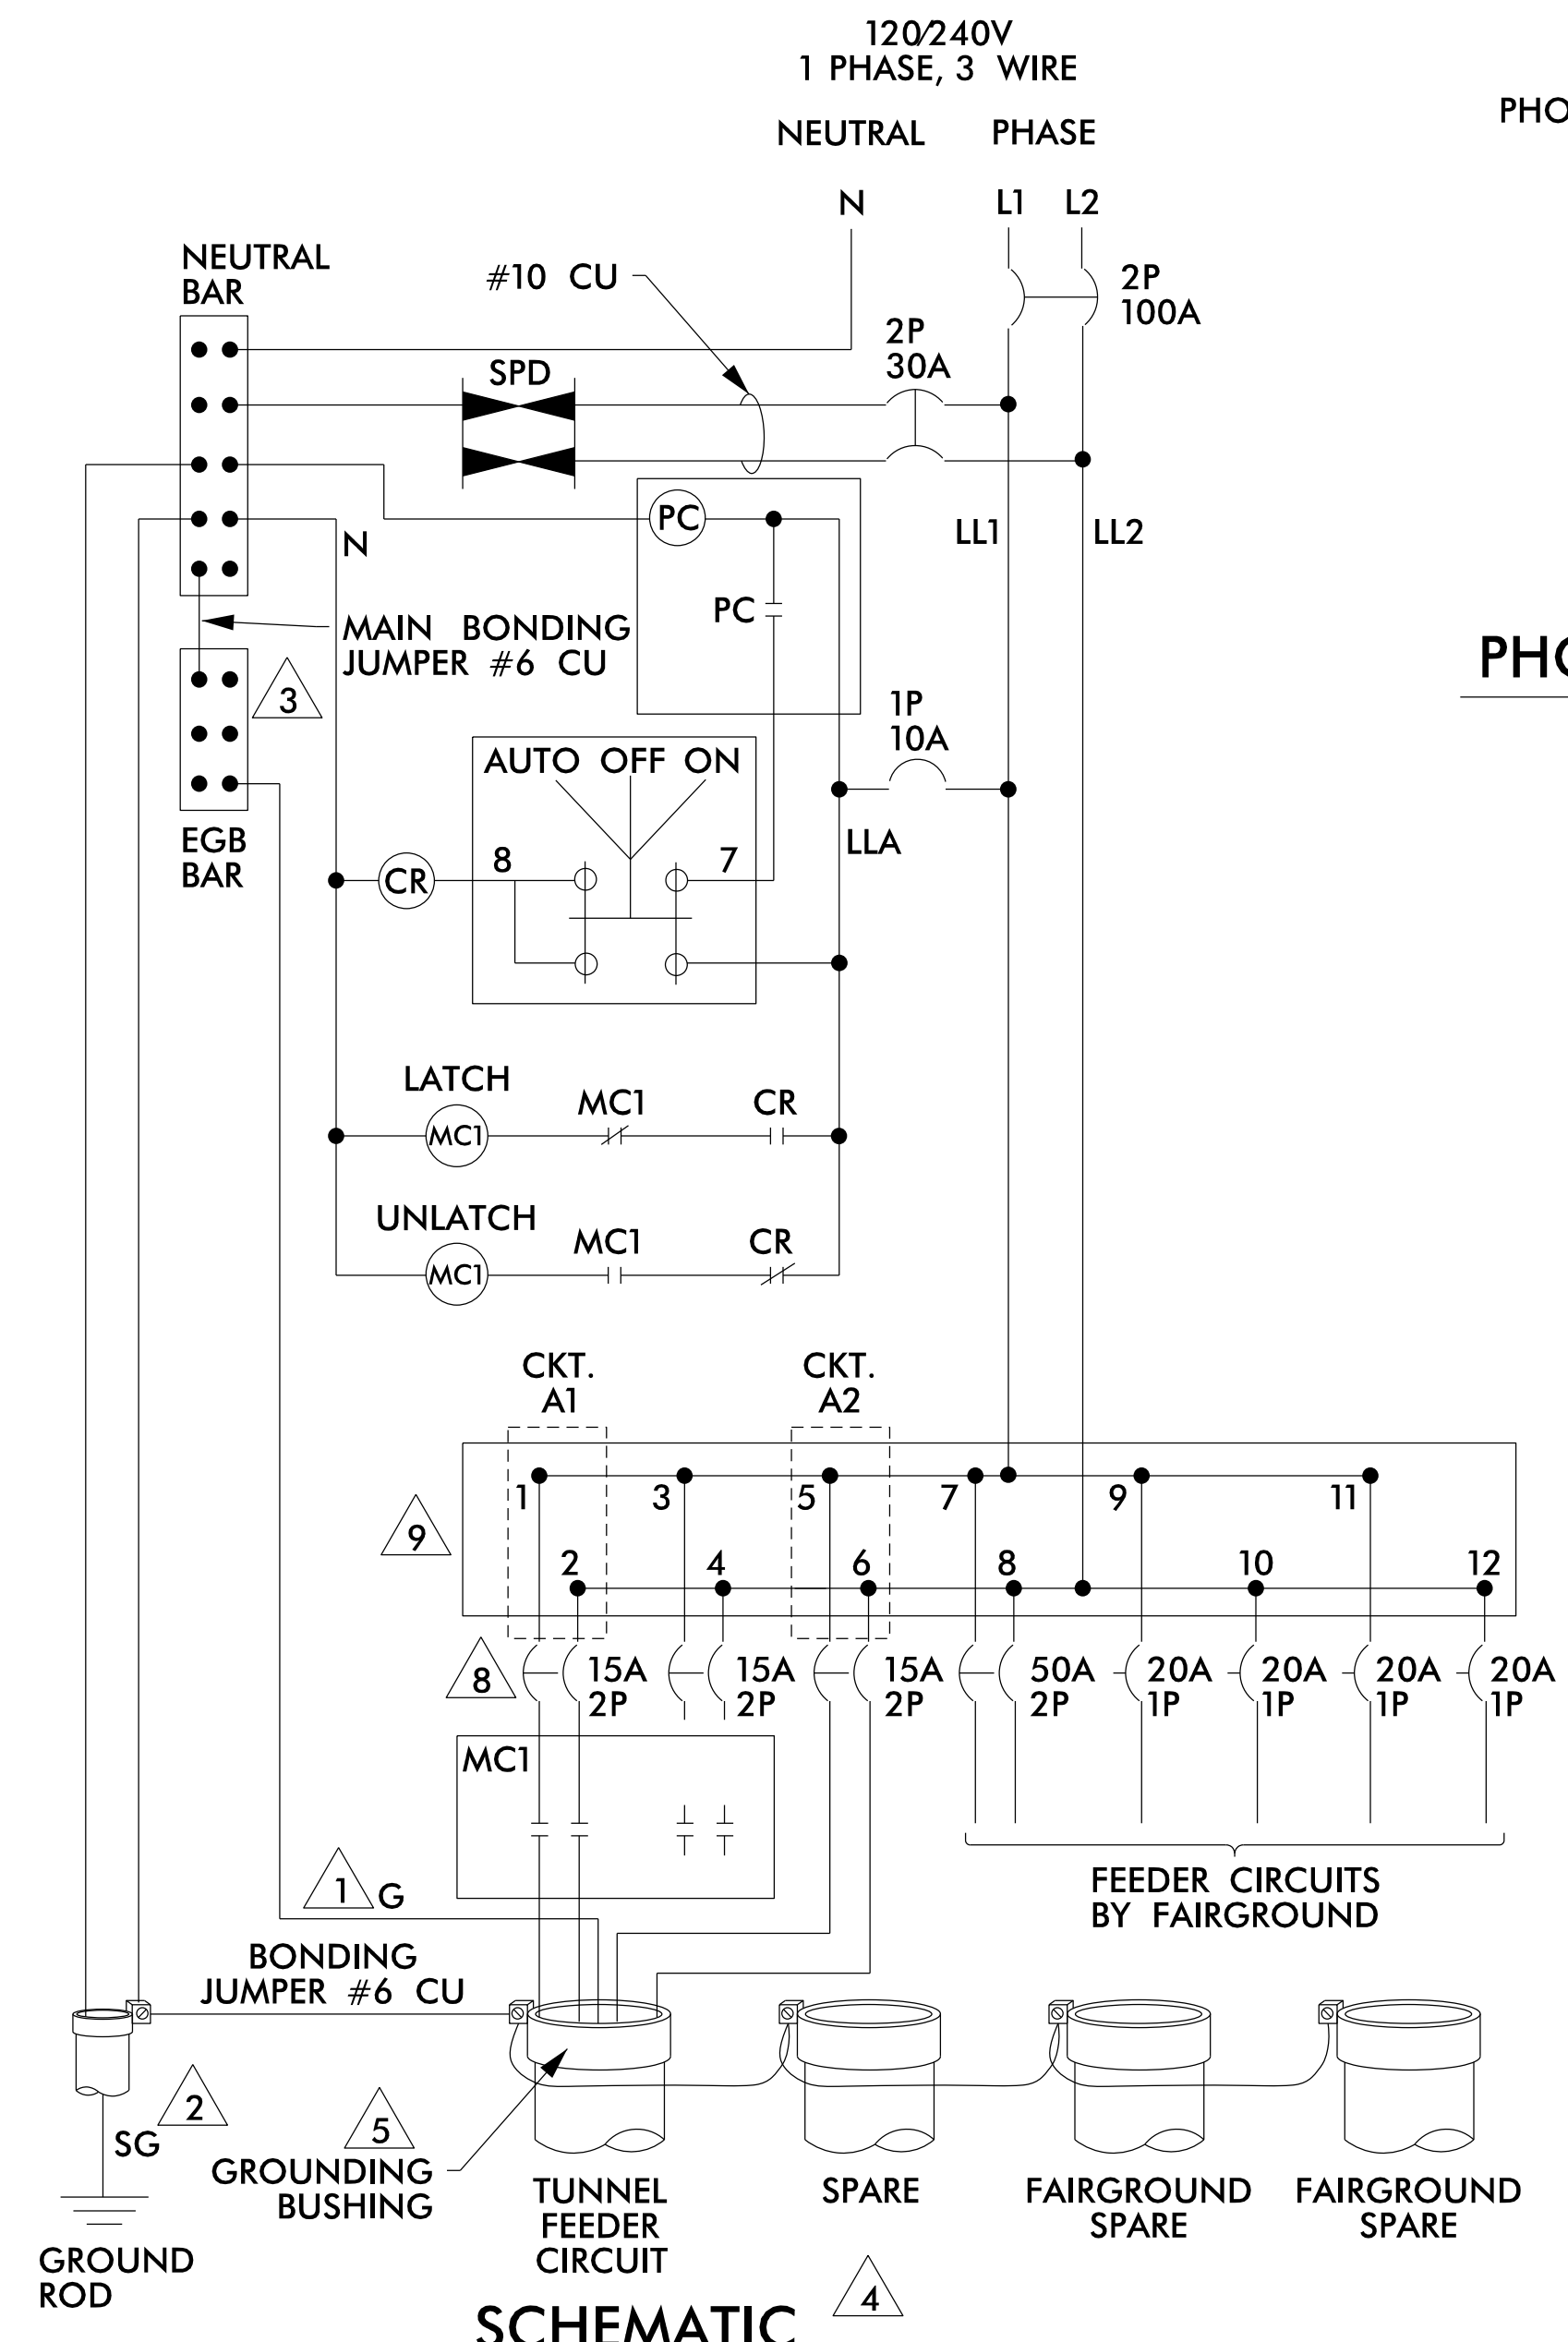 120/240V
1 PHASE, 3 WIRE
PHO
NEUTRAL PHASE
N L1 L2
NEUTRAL
BAR
#10 CU
2P
100A
2P
30A
SPD
PC
N
LL1 LL2
PC
MAIN BONDING
JUMPER #6 CU
PHO
3
1P
10A
AUTO OFF ON
EGB
BAR
LLA
8 7
CR
LATCH
MC1 CR
MC1
UNLATCH
MC1 CR
MC1
CKT.
A1
CKT.
A2
1 3 5 7 9 11
9
2 4 6 8 10 12
8
15A
2P
15A
2P
15A
2P
50A
2P
20A
1P
20A
1P
20A
1P
20A
1P
MC1
FEEDER CIRCUITS
BY FAIRGROUND
1 G
BONDING
JUMPER #6 CU
2
SG
5
GROUNDING
BUSHING
TUNNEL
FEEDER
CIRCUIT
SPARE
FAIRGROUND
SPARE
FAIRGROUND
SPARE
GROUND
ROD
4
SCHEMATIC